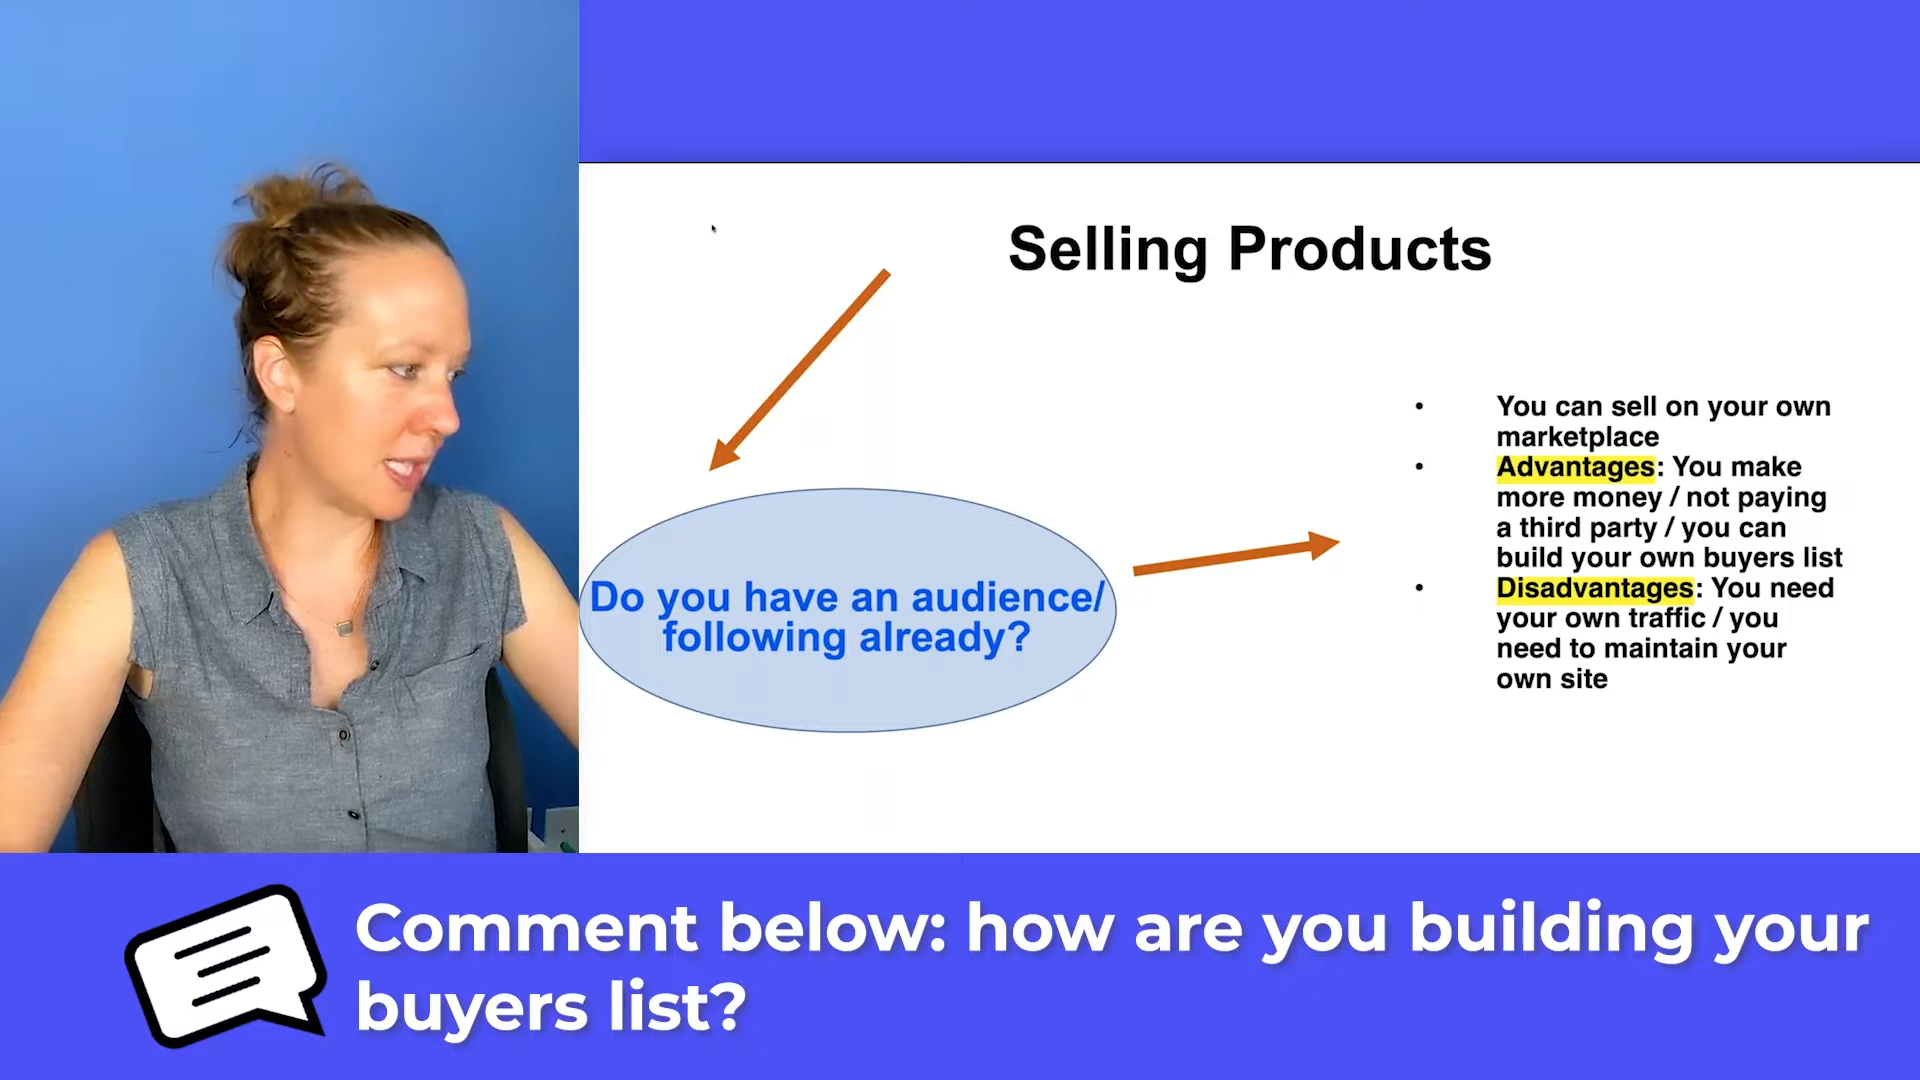 Selling Products
Do you have an audience/
following already?
• You can sell on your own
marketplace
• Advantages: You make
more money / not paying
a third party / you can
build your own buyers list
• Disadvantages: You need
your own traffic / you
need to maintain your
own site
Comment below: how are you building your
buyers list?